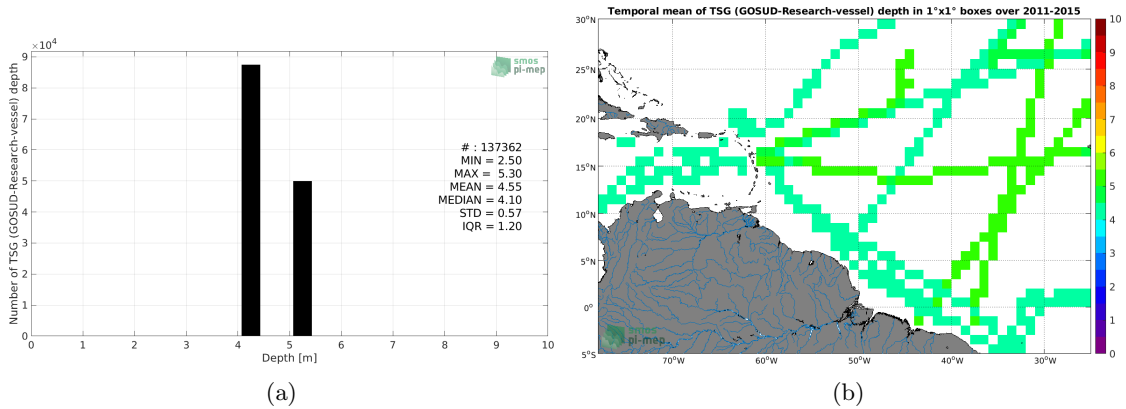 Number of TSG (GOSUD-Research-vessel) depth
×10⁴
9
8
7
6
5
4
3
2
1
0
0 1 2 3 4 5 6 7 8 9 10
Depth [m]
smos
pi-mep
# : 137362
MIN = 2.50
MAX = 5.30
MEAN = 4.55
MEDIAN = 4.10
STD = 0.57
IQR = 1.20
(a)
Temporal mean of TSG (GOSUD-Research-vessel) depth in 1°x1° boxes over 2011-2015
30°N
25°N
20°N
15°N
10°N
5°N
0°
5°S
70°W 60°W 50°W 40°W 30°W
smos
pi-mep
10
9
8
7
6
5
4
3
2
1
0
(b)